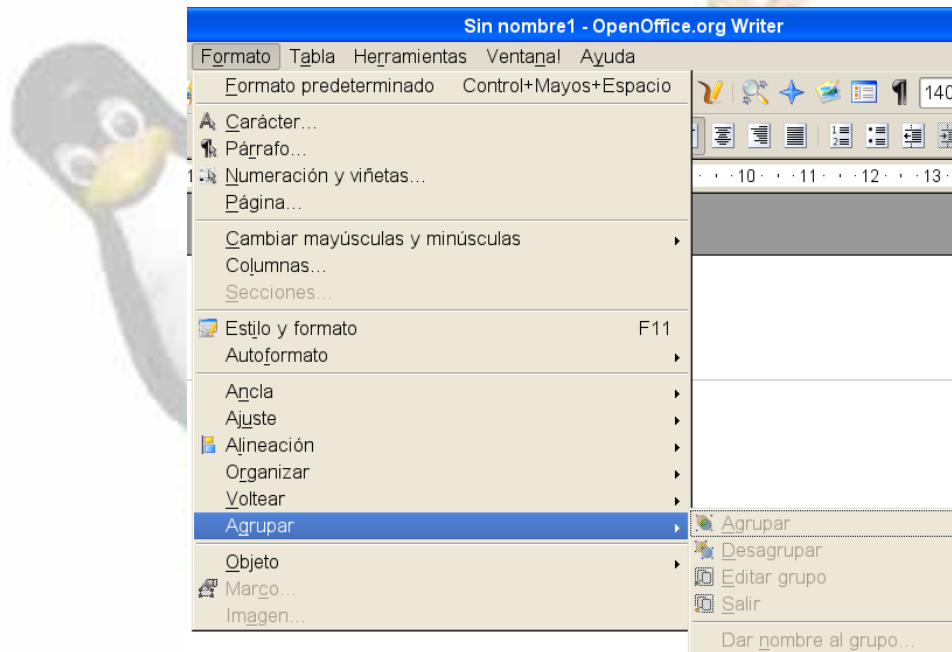 Sin nombre1 - OpenOffice.org Writer
Formato Tabla Herramientas Ventana! Ayuda
Formato predeterminado Control+Mayos+Espacio
140
Carácter...
Párrafo...
Numeración y viñetas...
10 11 12 13
Página...
Cambiar mayúsculas y minúsculas
Columnas...
Secciones...
Estilo y formato F11
Autoformato
Ancla
Ajuste
Alineación
Organizar
Voltear
Agrupar
Agrupar
Desagrupar
Editar grupo
Salir
Dar nombre al grupo...
Objeto
Marco...
Imagen...